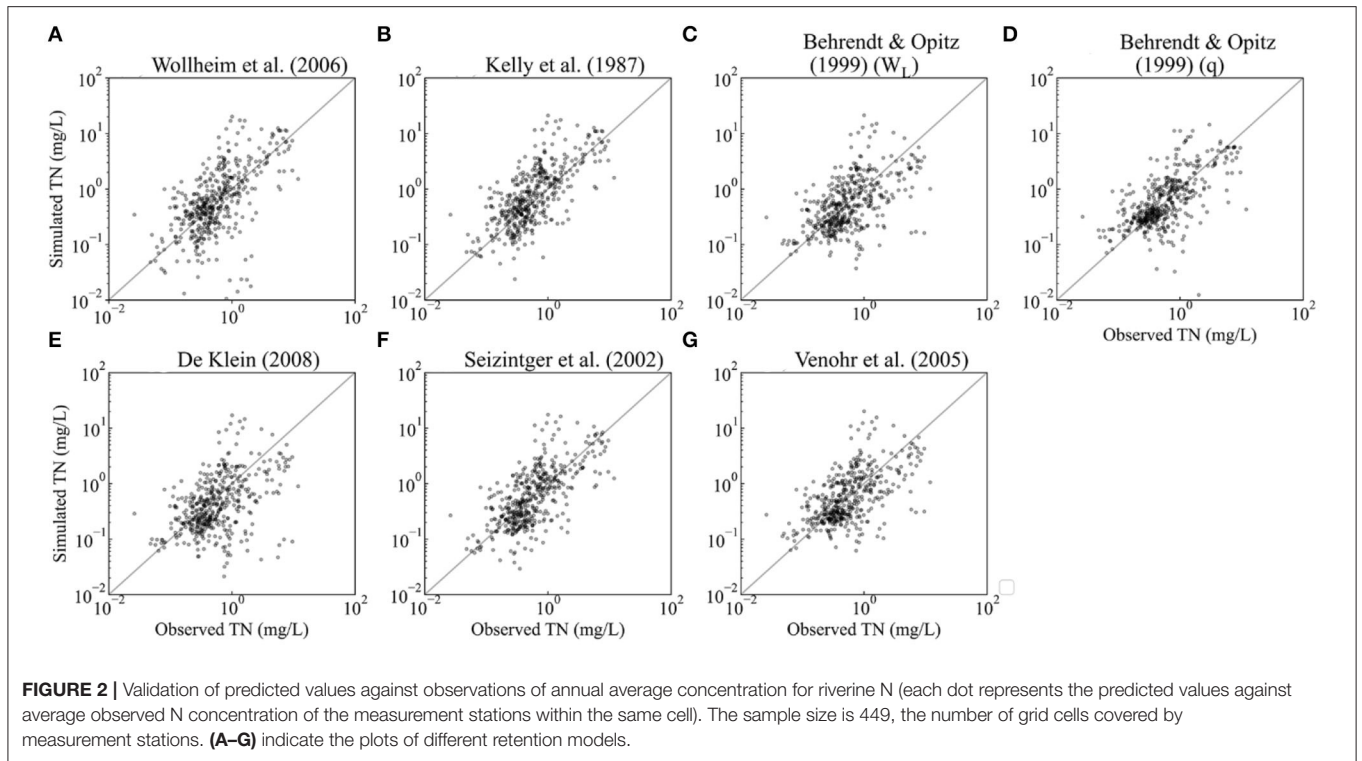 A
Wollheim et al. (2006)
B
Kelly et al. (1987)
C
Behrendt & Opitz
(1999) (W_L)
D
Behrendt & Opitz
(1999) (q)
10^2
10^1
10^0
10^-1
10^-2
Simulated TN (mg/L)
10^-2 10^0 10^2
10^2
10^1
10^0
10^-1
10^-2
10^-2 10^0 10^2
10^2
10^1
10^0
10^-1
10^-2
10^-2 10^0 10^2
10^2
10^1
10^0
10^-1
10^-2
10^-2 10^0 10^2
Observed TN (mg/L)
E
De Klein (2008)
F
Seizintger et al. (2002)
G
Venohr et al. (2005)
10^2
10^1
10^0
10^-1
10^-2
Simulated TN (mg/L)
10^-2 10^0 10^2
Observed TN (mg/L)
10^2
10^1
10^0
10^-1
10^-2
10^-2 10^0 10^2
Observed TN (mg/L)
10^2
10^1
10^0
10^-1
10^-2
10^-2 10^0 10^2
Observed TN (mg/L)
FIGURE 2 | Validation of predicted values against observations of annual average concentration for riverine N (each dot represents the predicted values against
average observed N concentration of the measurement stations within the same cell). The sample size is 449, the number of grid cells covered by
measurement stations. (A–G) indicate the plots of different retention models.